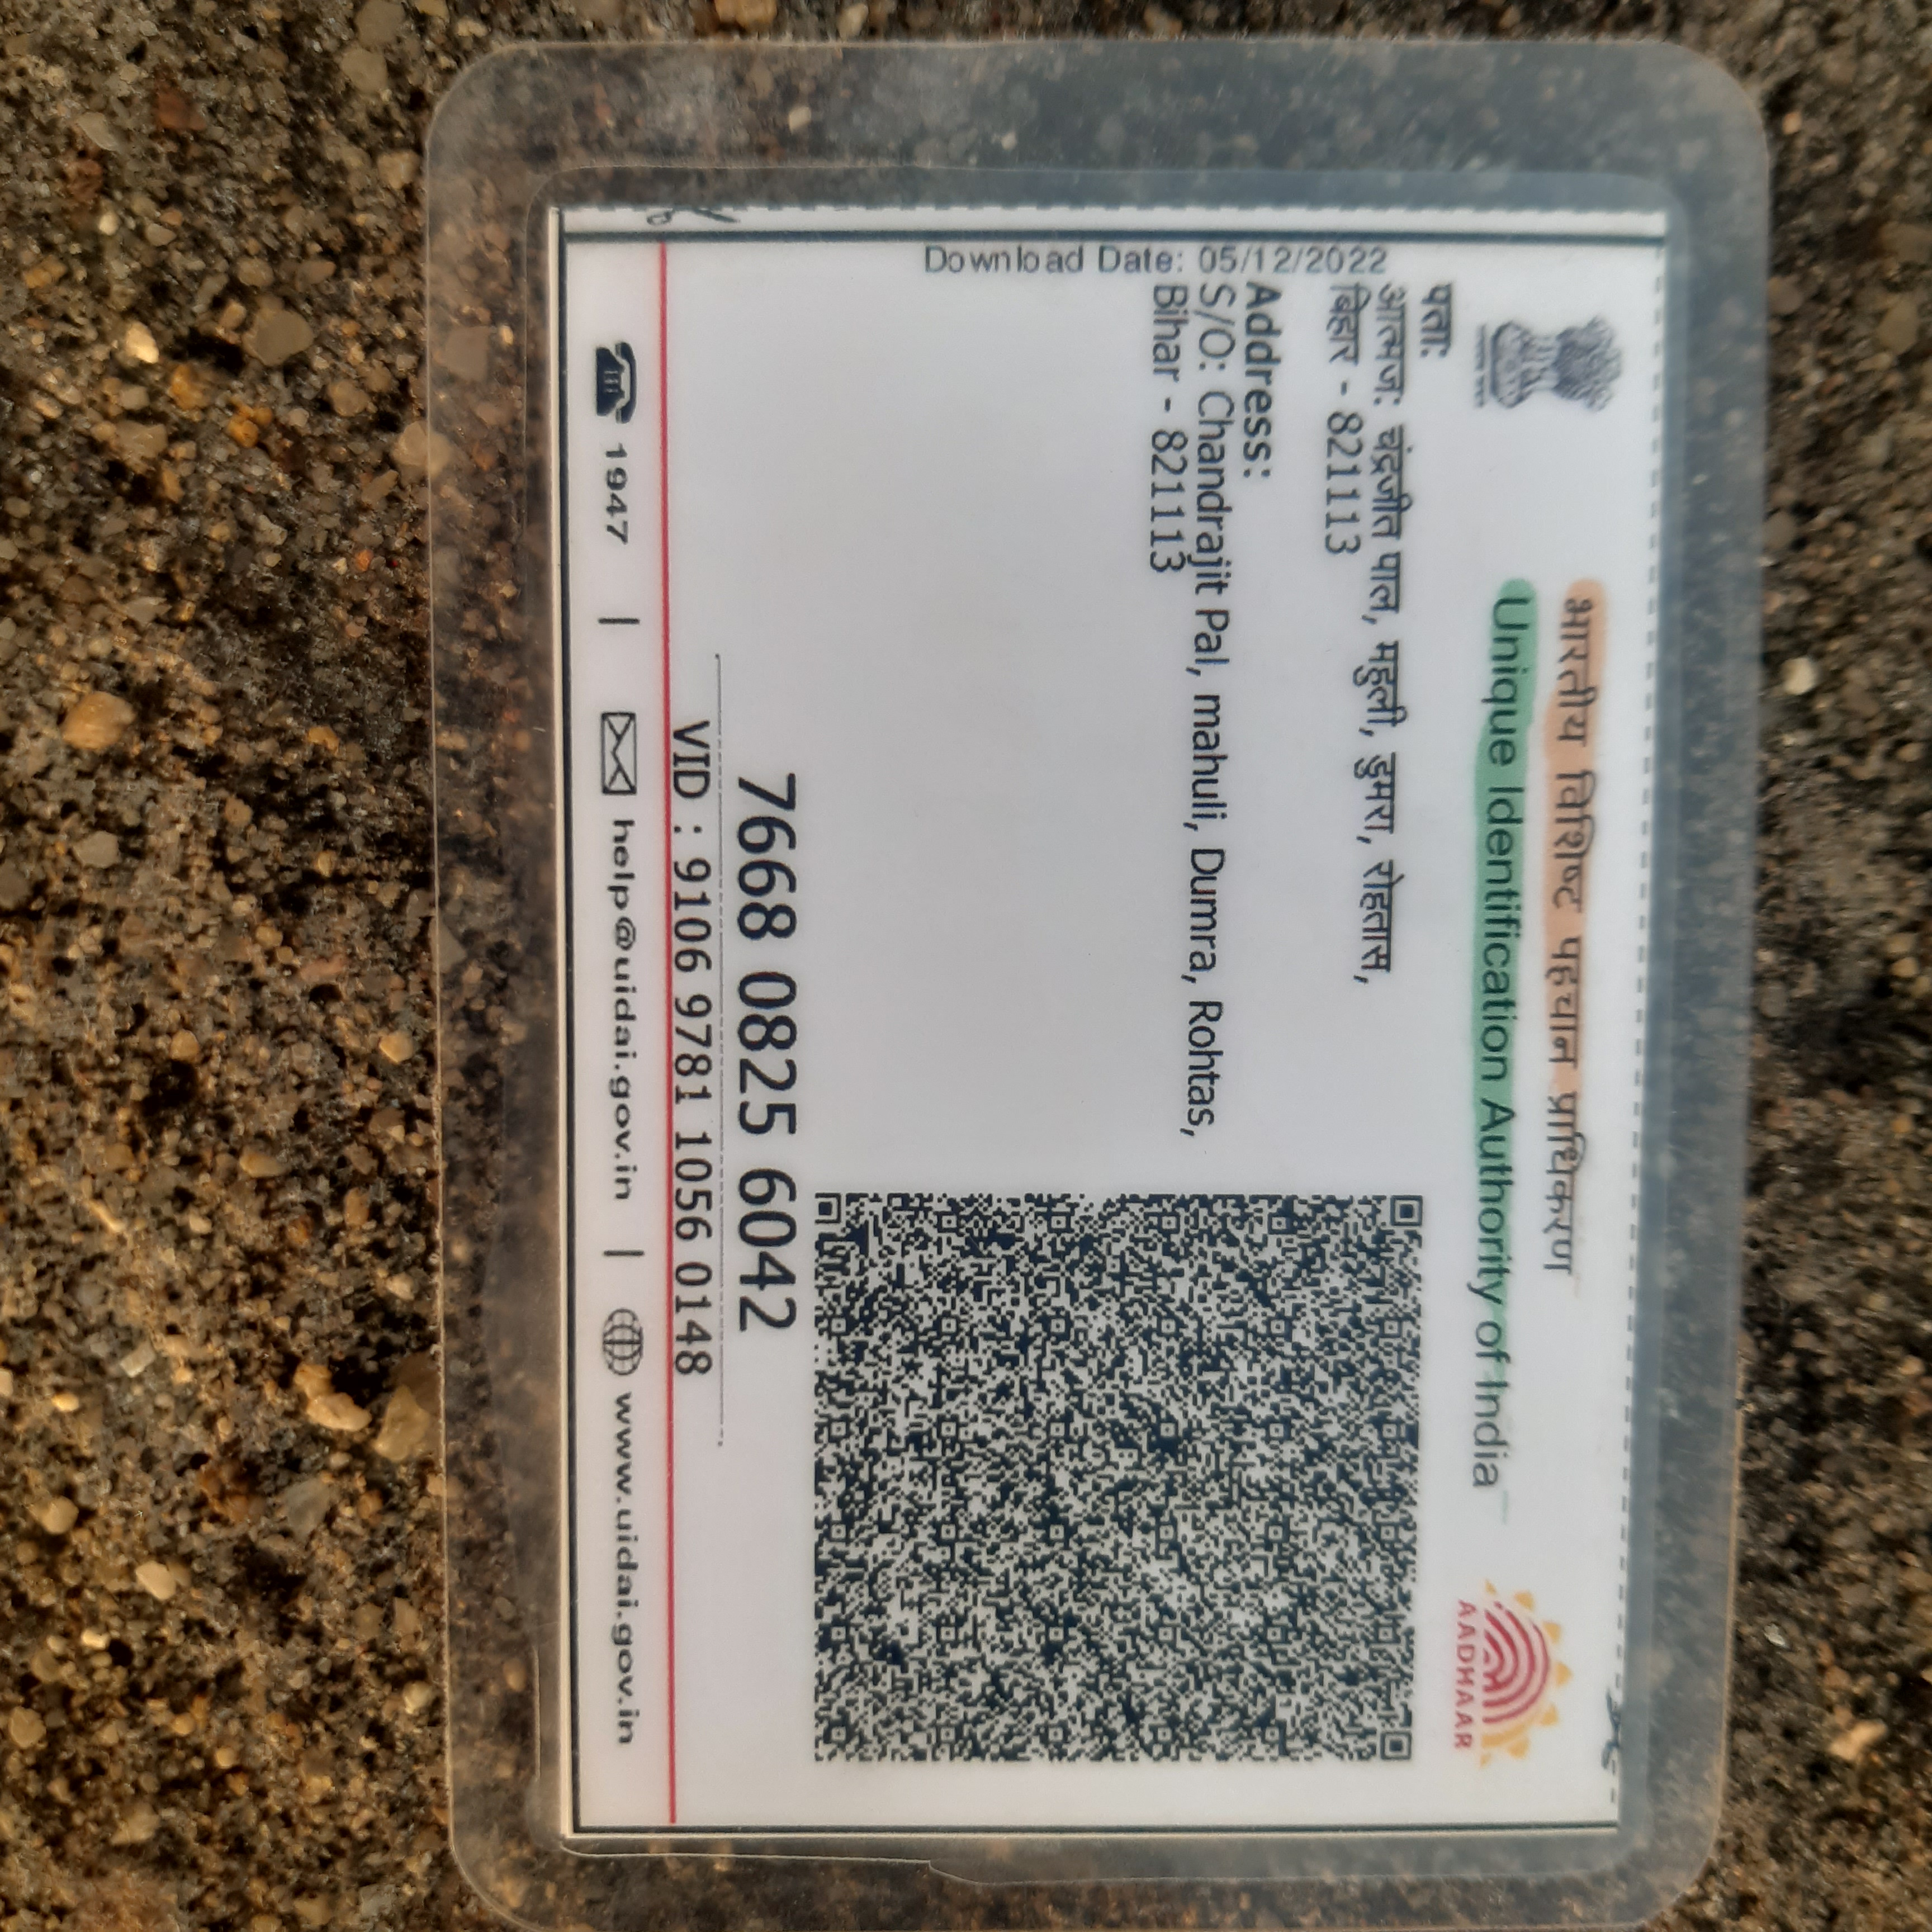 भारतीय विशिष्ट पहचान प्राधिकरण
Unique Identification Authority of India
AADHAAR
Download Date: 05/12/2022
पता:
आत्मज: चंद्रजीत पाल, महुली, डुमरा, रोहतास,
बिहार - 821113
Address:
S/O: Chandrajit Pal, mahuli, Dumra, Rohtas,
Bihar - 821113
7668 0825 6042
VID : 9106 9781 1056 0148
1947 | help@uidai.gov.in | www.uidai.gov.in